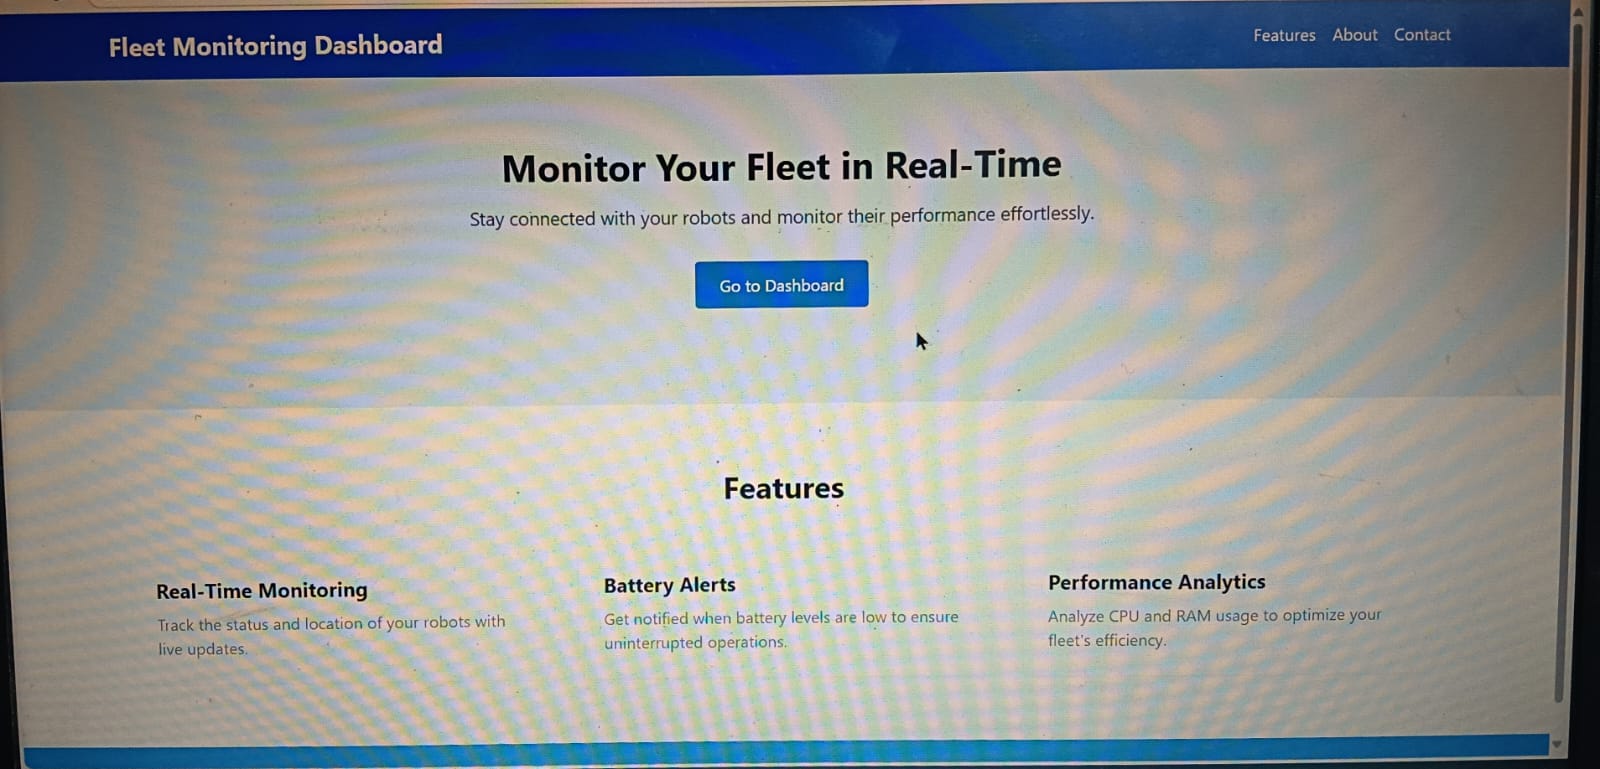 Fleet Monitoring Dashboard
Features About Contact
Monitor Your Fleet in Real-Time
Stay connected with your robots and monitor their performance effortlessly.
Go to Dashboard
Features
Real-Time Monitoring
Track the status and location of your robots with
live updates.
Battery Alerts
Get notified when battery levels are low to ensure
uninterrupted operations.
Performance Analytics
Analyze CPU and RAM usage to optimize your
fleet's efficiency.